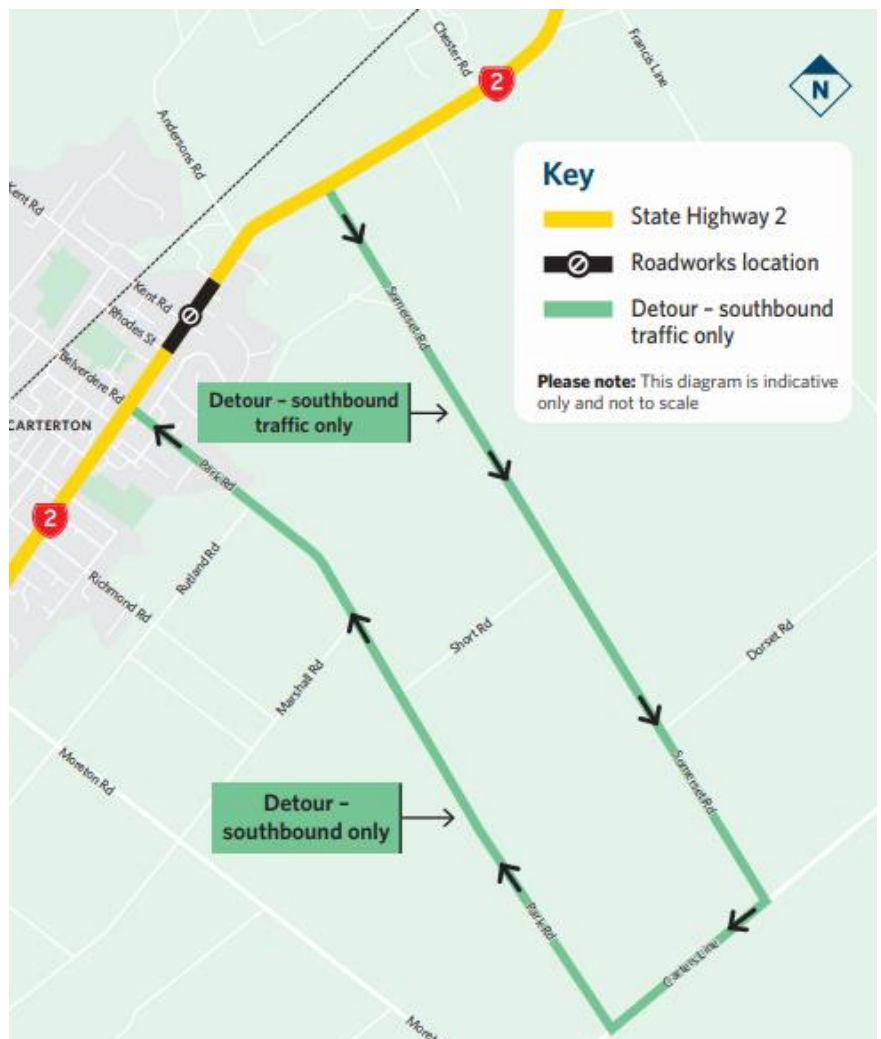 Chester Rd
Francis Line
2
N
Andersons Rd
Key
State Highway 2
Roadworks location
Detour – southbound
traffic only
Please note: This diagram is indicative
only and not to scale
Kent Rd
Kent Rd
Rhodes St
Somerset Rd
Belverdere Rd
Detour – southbound
traffic only
CARTERTON
Park Rd
2
Rutland Rd
Richmond Rd
Short Rd
Dorset Rd
Marshall Rd
Moreton Rd
Somerset Rd
Detour –
southbound only
Park Rd
Carters Line